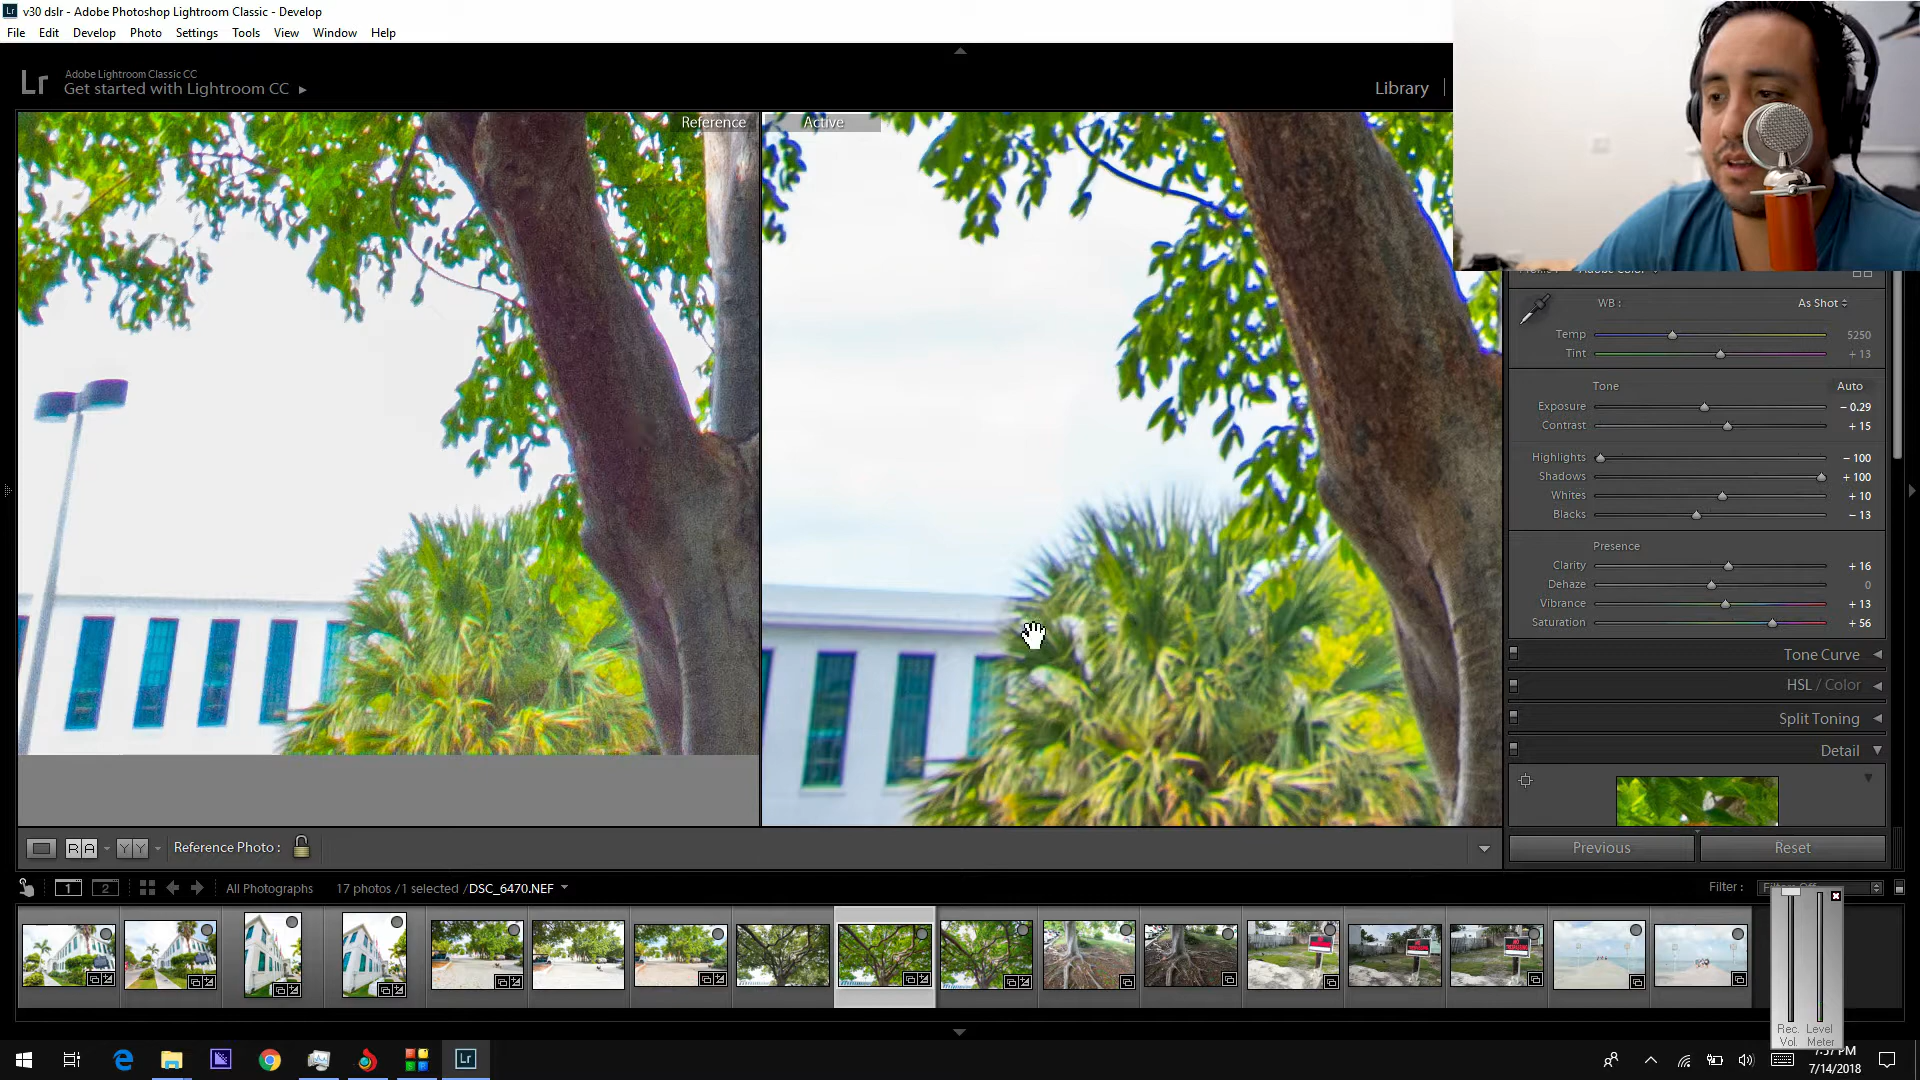 v30 dslr - Adobe Photoshop Lightroom Classic - Develop
File Edit Develop Photo Settings Tools View Window Help
Lr
Adobe Lightroom Classic CC
Get started with Lightroom CC
Library
Reference
Active
WB : As Shot
Temp 5250
Tint + 13
Tone Auto
Exposure − 0.29
Contrast + 15
Highlights − 100
Shadows + 100
Whites + 10
Blacks − 13
Presence
Clarity + 16
Dehaze 0
Vibrance + 13
Saturation + 56
Tone Curve
HSL / Color
Split Toning
Detail
R A Y Y Reference Photo :
Previous Reset
1 2 All Photographs 17 photos / 1 selected / DSC_6470.NEF
Filter :
Rec. Level
Vol. Meter
Lr
7/14/2018